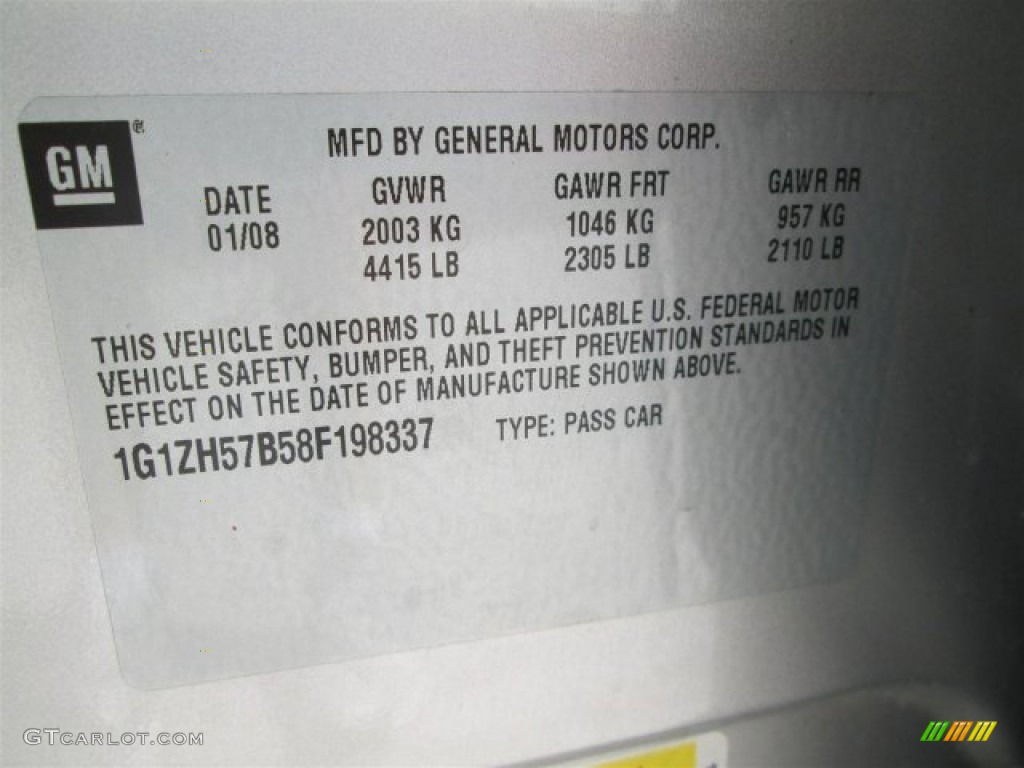 GM ®
MFD BY GENERAL MOTORS CORP.
DATE GVWR GAWR FRT GAWR RR
01/08 2003 KG 1046 KG 957 KG
4415 LB 2305 LB 2110 LB
THIS VEHICLE CONFORMS TO ALL APPLICABLE U.S. FEDERAL MOTOR
VEHICLE SAFETY, BUMPER, AND THEFT PREVENTION STANDARDS IN
EFFECT ON THE DATE OF MANUFACTURE SHOWN ABOVE.
1G1ZH57B58F198337 TYPE: PASS CAR
GTCARLOT.COM